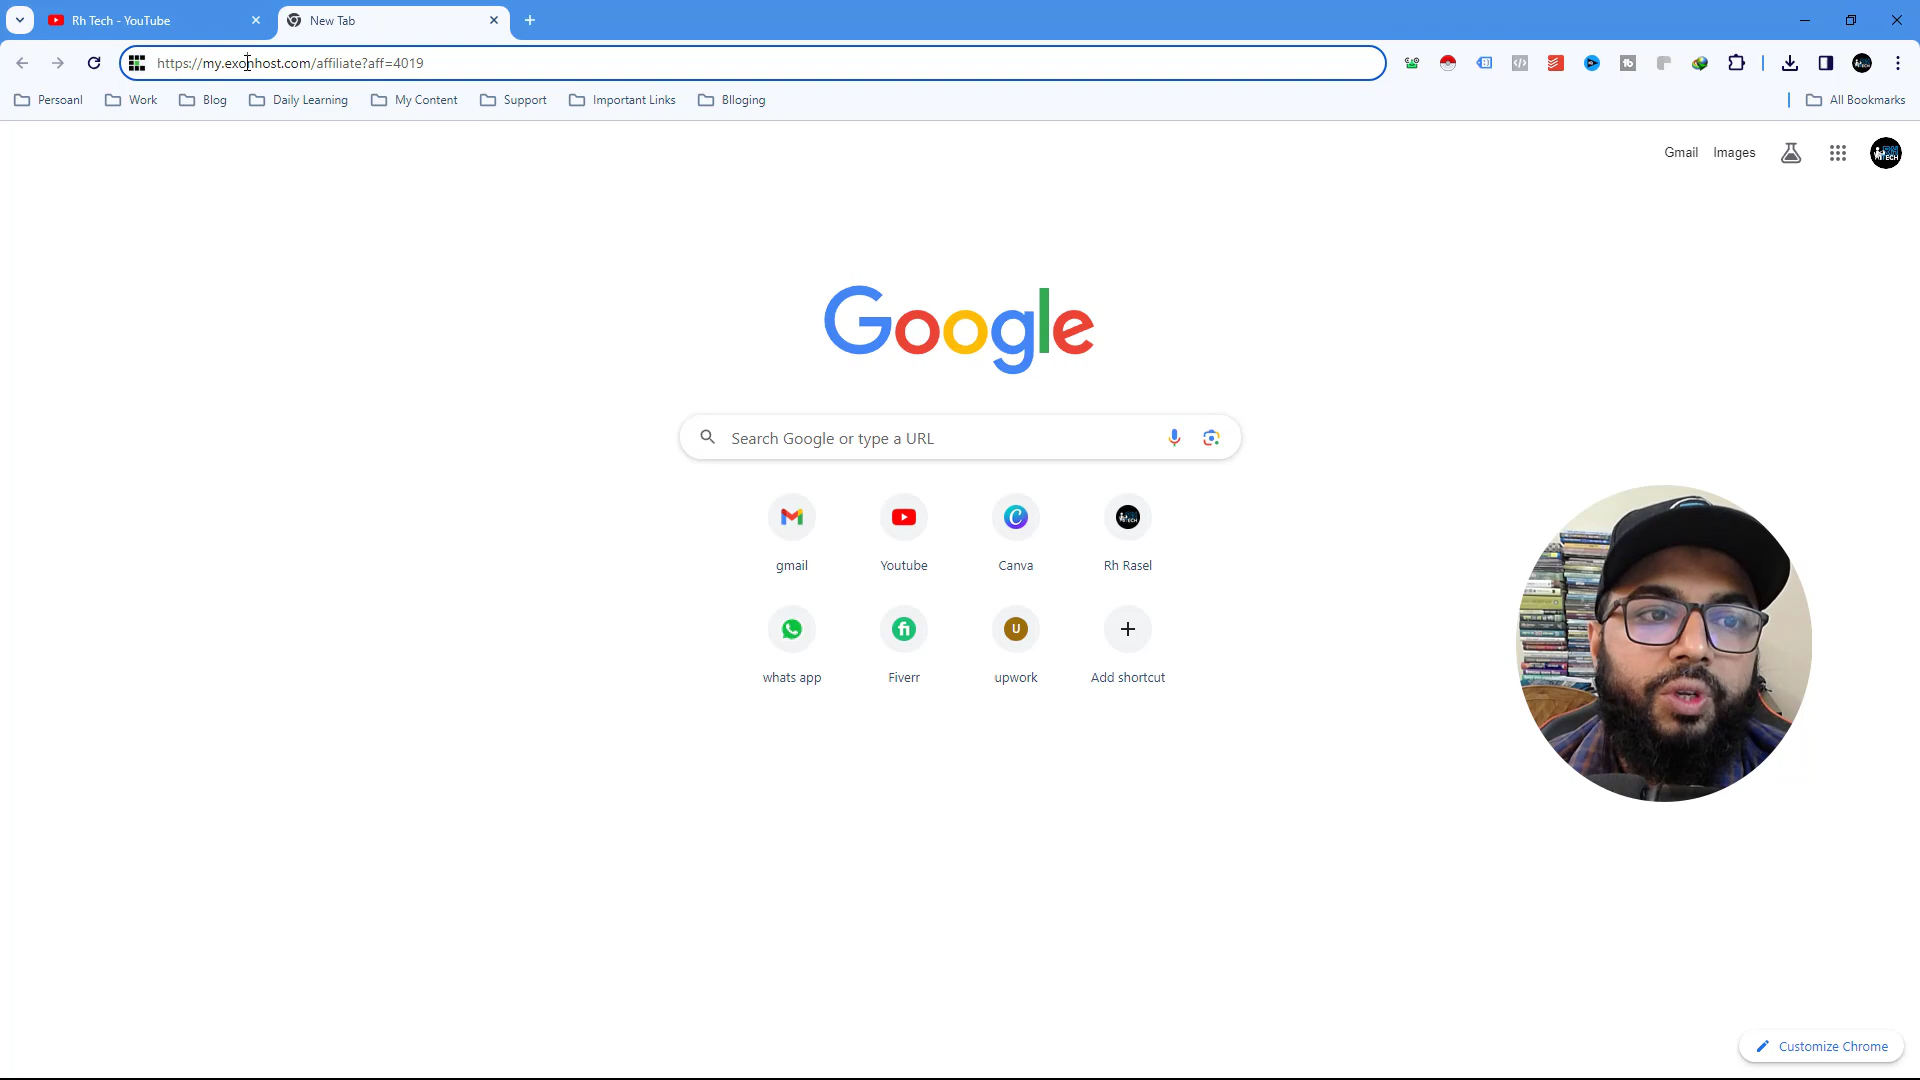 Rh Tech - YouTube
New Tab
https://my.exonhost.com/affiliate?aff=4019
Persoanl
Work
Blog
Daily Learning
My Content
Support
Important Links
Blloging
All Bookmarks
Gmail
Images
Google
Search Google or type a URL
gmail
Youtube
Canva
Rh Rasel
U
whats app
Fiverr
upwork
Add shortcut
Customize Chrome